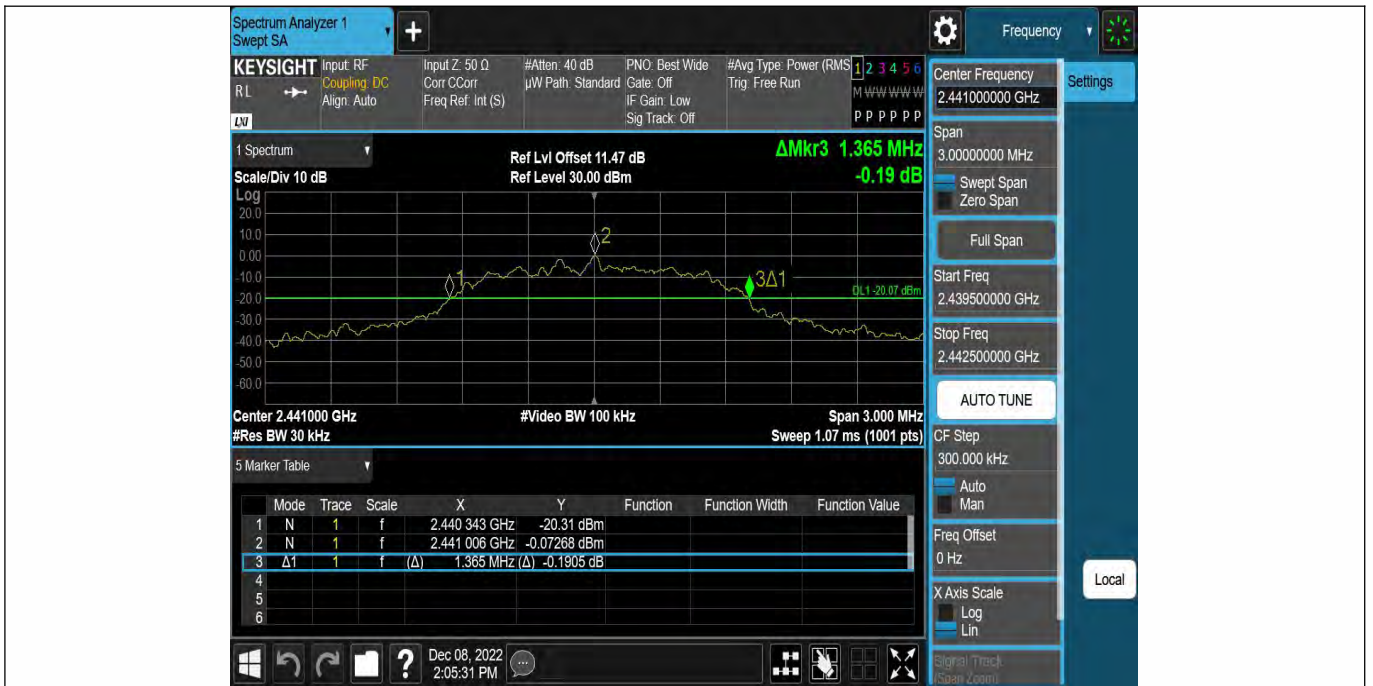 Spectrum Analyzer 1
Swept SA
Frequency
KEYSIGHT
RL
LXI
Input: RF
Coupling: DC
Align: Auto
Input Z: 50 Ω
Corr CCorr
Freq Ref: Int (S)
#Atten: 40 dB
µW Path: Standard
PNO: Best Wide
Gate: Off
IF Gain: Low
Sig Track: Off
#Avg Type: Power (RMS
Trig: Free Run
1 2 3 4 5 6
M W W W W W
P P P P P P
Center Frequency
2.441000000 GHz
Settings
Span
3.00000000 MHz
Swept Span
Zero Span
Full Span
Start Freq
2.439500000 GHz
Stop Freq
2.442500000 GHz
AUTO TUNE
CF Step
300.000 kHz
Auto
Man
Freq Offset
0 Hz
X Axis Scale
Log
Lin
Signal Track
(Span Zoom)
Local
1 Spectrum
Scale/Div 10 dB
Ref Lvl Offset 11.47 dB
Ref Level 30.00 dBm
ΔMkr3 1.365 MHz
-0.19 dB
Log
20.0
10.0
0.00
-10.0
-20.0
-30.0
-40.0
-50.0
-60.0
1
2
3Δ1
DL1 -20.07 dBm
Center 2.441000 GHz
#Video BW 100 kHz
Span 3.000 MHz
#Res BW 30 kHz
Sweep 1.07 ms (1001 pts)
5 Marker Table
Mode Trace Scale X Y Function Function Width Function Value
1 N 1 f 2.440 343 GHz -20.31 dBm
2 N 1 f 2.441 006 GHz -0.07268 dBm
3 Δ1 1 f (Δ) 1.365 MHz (Δ) -0.1905 dB
4
5
6
?
Dec 08, 2022
2:05:31 PM